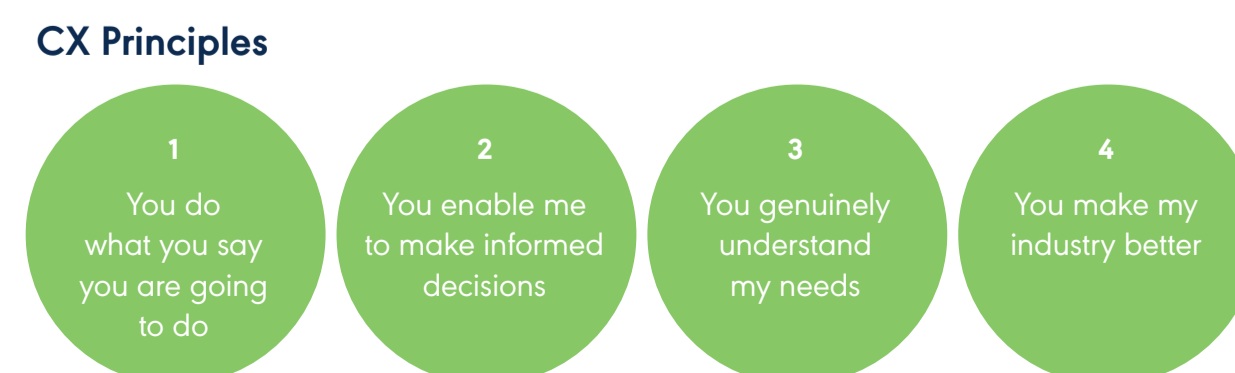 CX Principles
1
You do
what you say
you are going
to do
2
You enable me
to make informed
decisions
3
You genuinely
understand
my needs
4
You make my
industry better